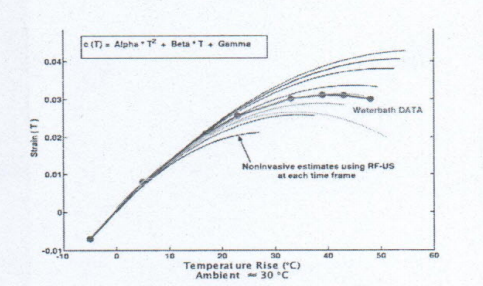 e (T) = Alpha * T² + Beta * T + Gamma
0.04
0.03
0.02
0.01
0
-0.01
Strain (T)
Waterbath DATA
Noninvasive estimates using RF-US
at each time frame
-10 0 10 20 30 40 50 60
Temperature Rise (°C)
Ambient ≈ 30 °C